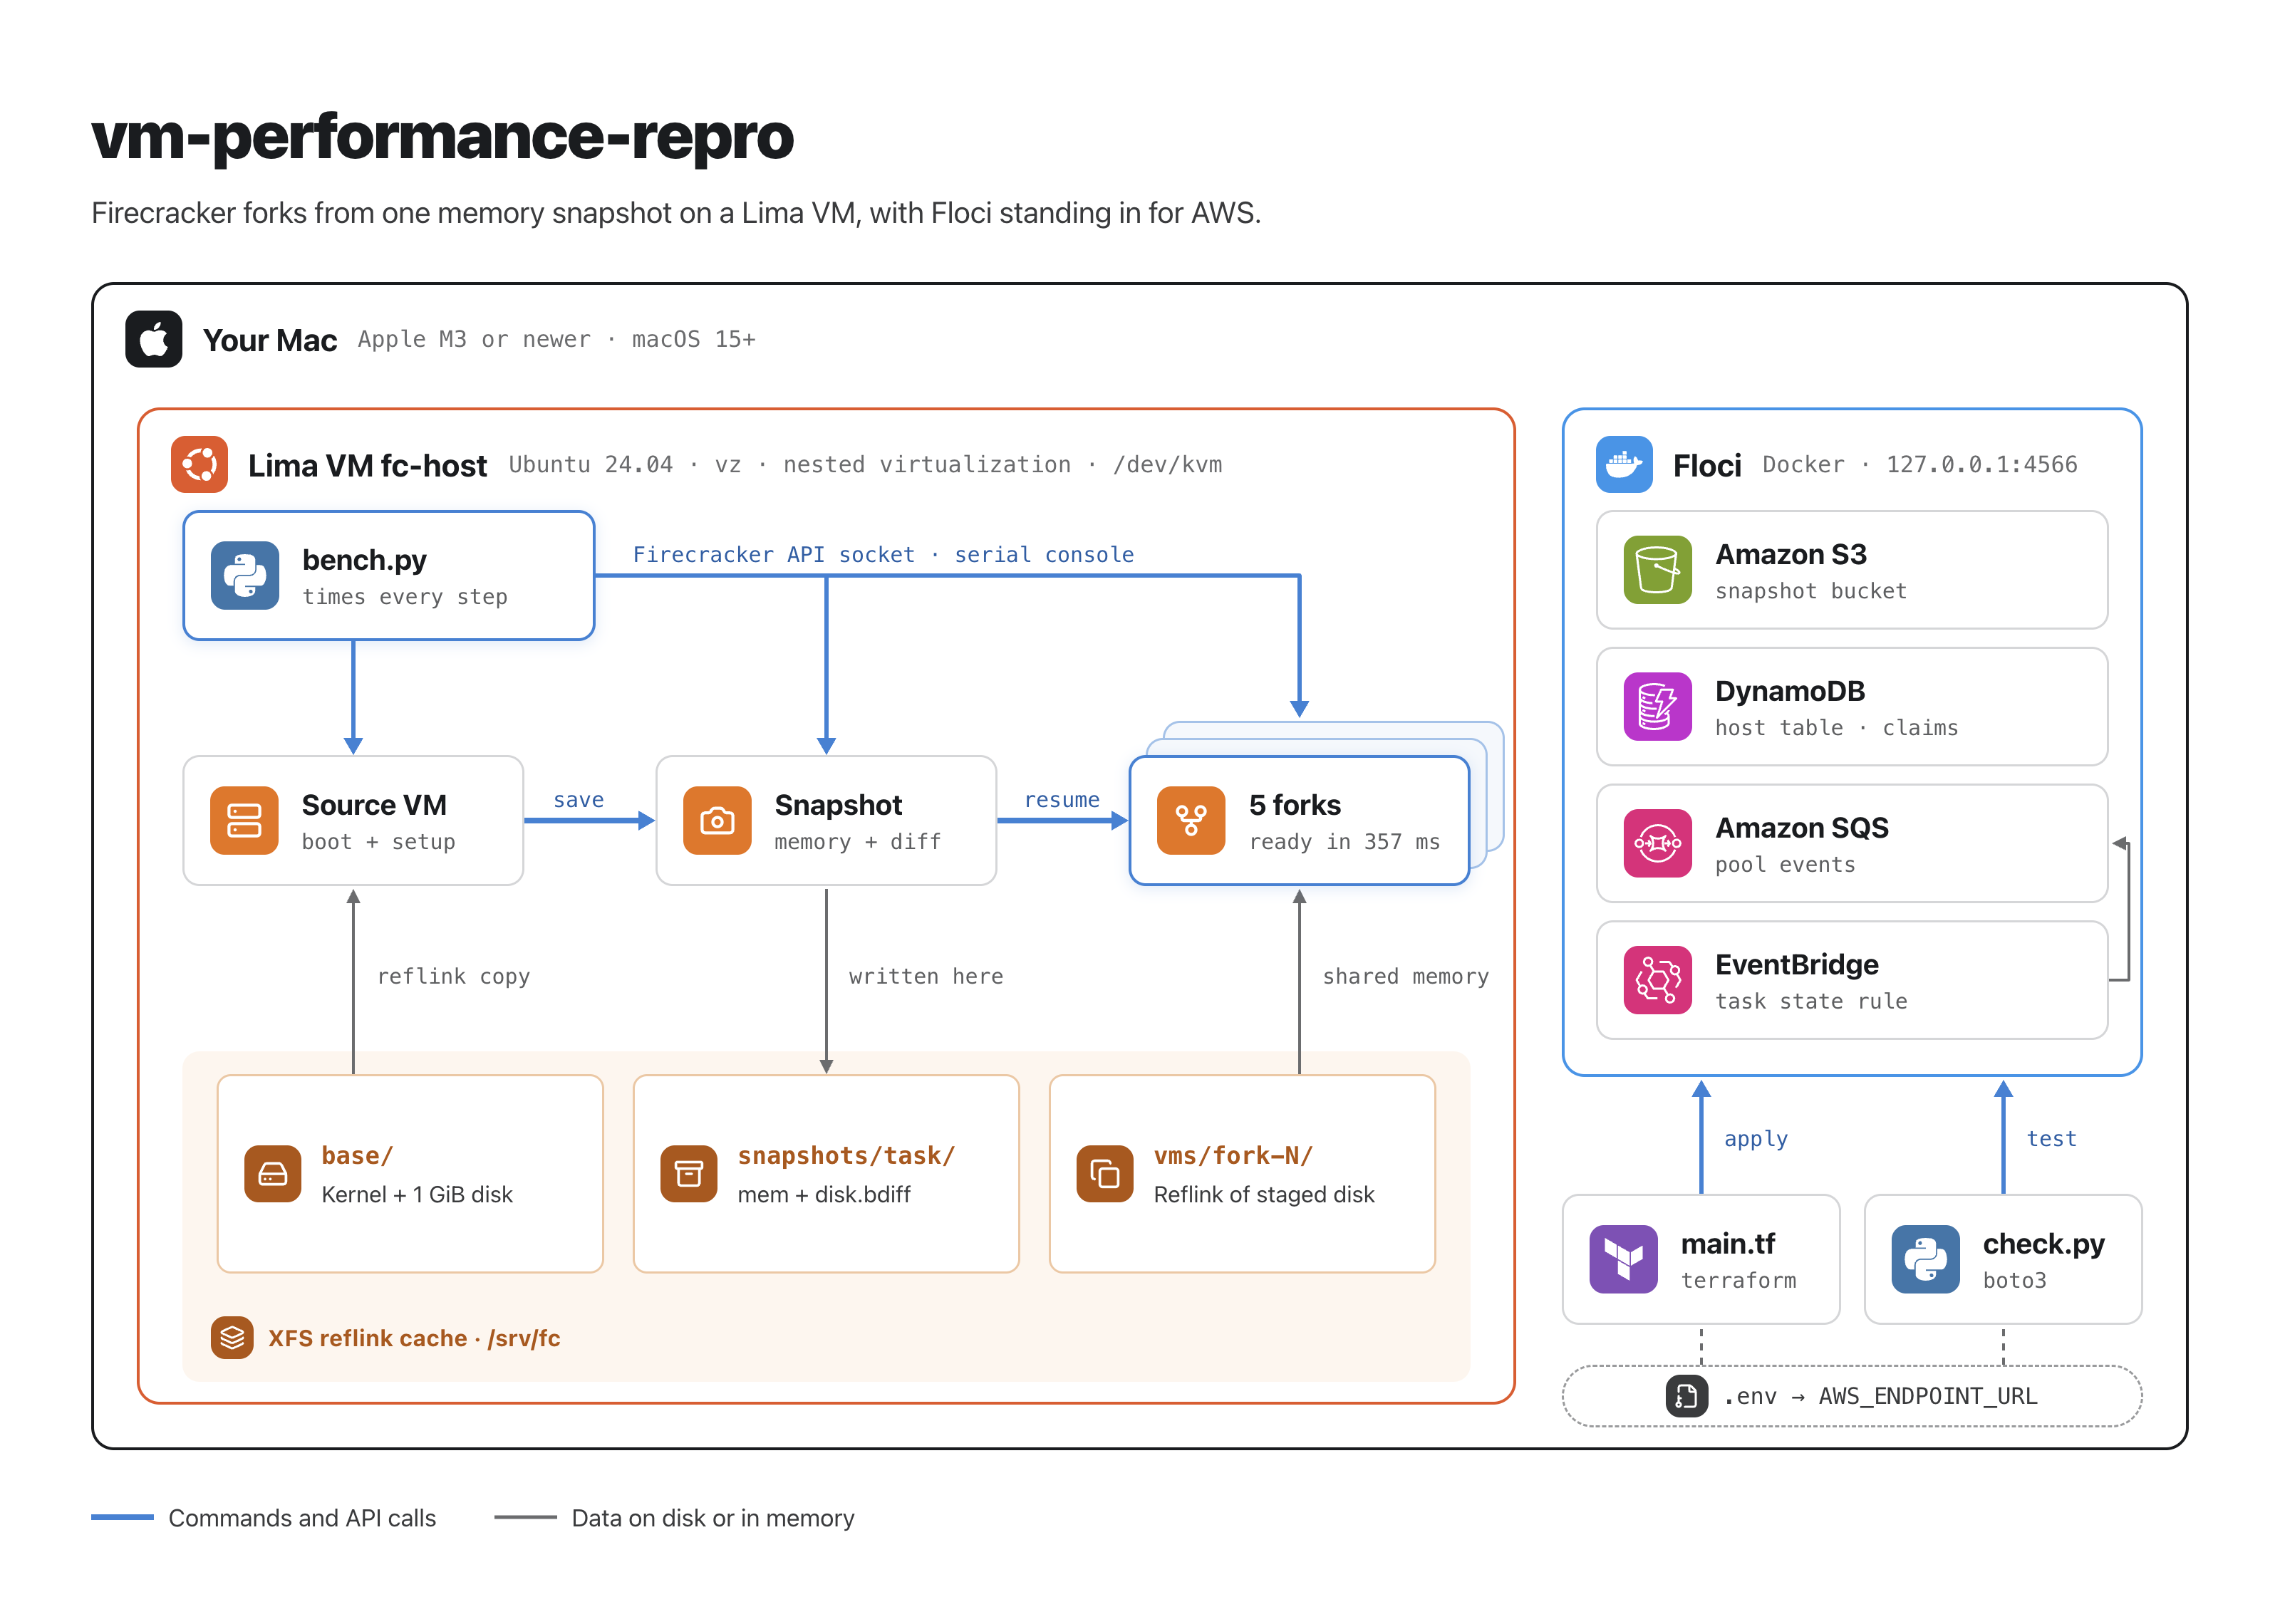 vm-performance-repro
Firecracker forks from one memory snapshot on a Lima VM, with Floci standing in for AWS.
Your Mac Apple M3 or newer · macOS 15+
Lima VM fc-host Ubuntu 24.04 · vz · nested virtualization · /dev/kvm
bench.py
times every step
Firecracker API socket · serial console
Source VM
boot + setup
save
Snapshot
memory + diff
resume
5 forks
ready in 357 ms
reflink copy
written here
shared memory
base/
Kernel + 1 GiB disk
snapshots/task/
mem + disk.bdiff
vms/fork-N/
Reflink of staged disk
XFS reflink cache · /srv/fc
Floci Docker · 127.0.0.1:4566
Amazon S3
snapshot bucket
DynamoDB
host table · claims
Amazon SQS
pool events
EventBridge
task state rule
apply
test
main.tf
terraform
check.py
boto3
.env → AWS_ENDPOINT_URL
Commands and API calls
Data on disk or in memory